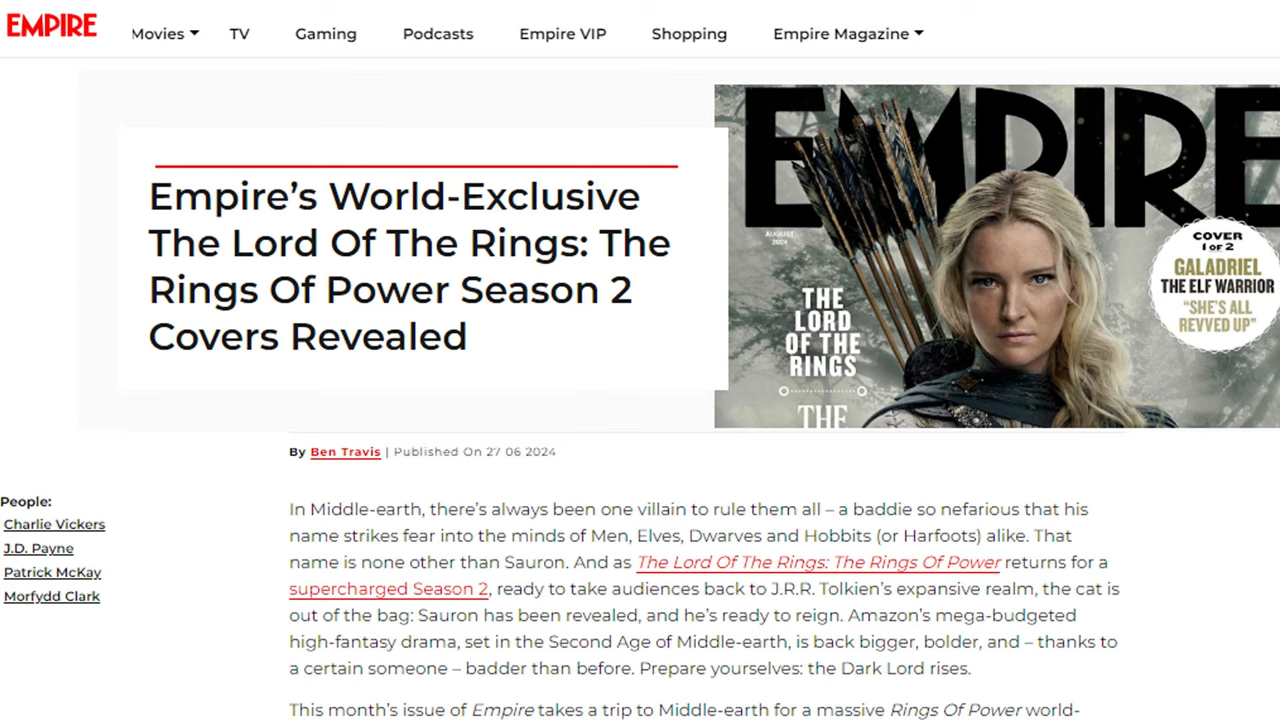 EMPIRE
Movies TV Gaming Podcasts Empire VIP Shopping Empire Magazine
Empire’s World-Exclusive
The Lord Of The Rings: The
Rings Of Power Season 2
Covers Revealed
EMPIRE
AUGUST
2024
THE
LORD
OF THE
RINGS
THE
COVER
1 OF 2
GALADRIEL
THE ELF WARRIOR
“SHE’S ALL
REVVED UP”
By Ben Travis | Published On 27 06 2024
People:
Charlie Vickers
J.D. Payne
Patrick McKay
Morfydd Clark
In Middle-earth, there’s always been one villain to rule them all – a baddie so nefarious that his
name strikes fear into the minds of Men, Elves, Dwarves and Hobbits (or Harfoots) alike. That
name is none other than Sauron. And as The Lord Of The Rings: The Rings Of Power returns for a
supercharged Season 2, ready to take audiences back to J.R.R. Tolkien’s expansive realm, the cat is
out of the bag: Sauron has been revealed, and he’s ready to reign. Amazon’s mega-budgeted
high-fantasy drama, set in the Second Age of Middle-earth, is back bigger, bolder, and – thanks to
a certain someone – badder than before. Prepare yourselves: the Dark Lord rises.
This month’s issue of Empire takes a trip to Middle-earth for a massive Rings Of Power world-